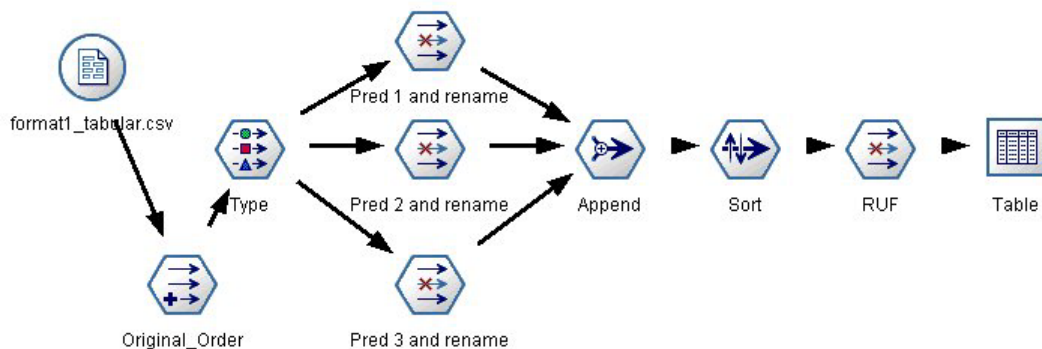 Pred 1 and rename
format1_tabular.csv
Type
Pred 2 and rename
Append
Sort
RUF
Table
Original_Order
Pred 3 and rename